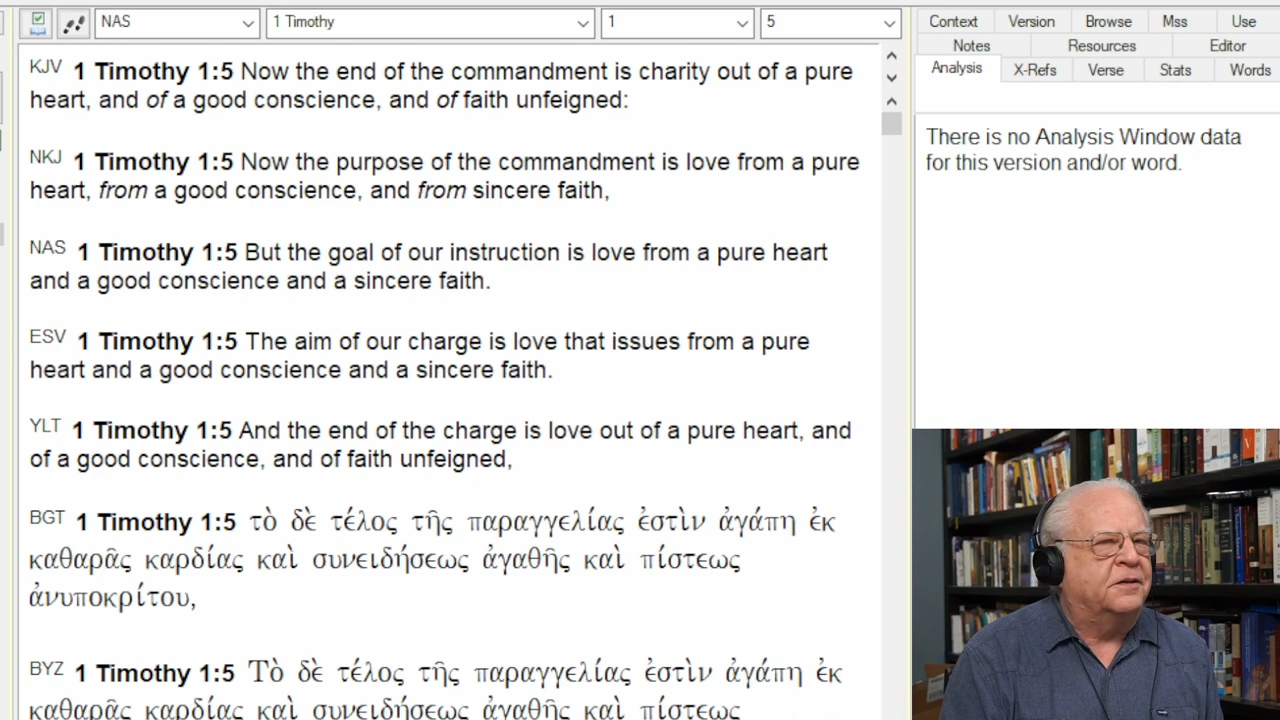 NAS 1 Timothy 1 5
Context Version Browse Mss Use
Notes Resources Editor
Analysis X-Refs Verse Stats Words
There is no Analysis Window data
for this version and/or word.
KJV 1 Timothy 1:5 Now the end of the commandment is charity out of a pure
heart, and of a good conscience, and of faith unfeigned:
NKJ 1 Timothy 1:5 Now the purpose of the commandment is love from a pure
heart, from a good conscience, and from sincere faith,
NAS 1 Timothy 1:5 But the goal of our instruction is love from a pure heart
and a good conscience and a sincere faith.
ESV 1 Timothy 1:5 The aim of our charge is love that issues from a pure
heart and a good conscience and a sincere faith.
YLT 1 Timothy 1:5 And the end of the charge is love out of a pure heart, and
of a good conscience, and of faith unfeigned,
BGT 1 Timothy 1:5 τὸ δὲ τέλος τῆς παραγγελίας ἐστὶν ἀγάπη ἐκ
καθαρᾶς καρδίας καὶ συνειδήσεως ἀγαθῆς καὶ πίστεως
ἀνυποκρίτου,
BYZ 1 Timothy 1:5 Τὸ δὲ τέλος τῆς παραγγελίας ἐστὶν ἀγάπη ἐκ
καθαρᾶς καρδίας καὶ συνειδήσεως ἀγαθῆς καὶ πίστεως